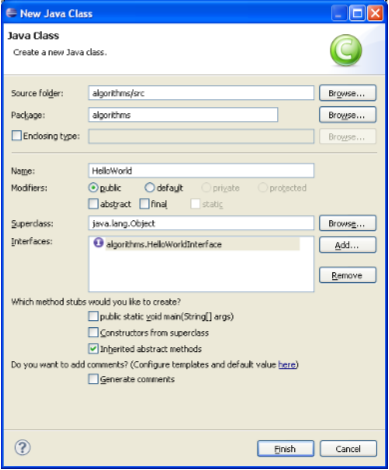 New Java Class
Java Class
Create a new Java class.
Source folder: algorithms/src Browse...
Package: algorithms Browse...
Enclosing type: Browse...
Name: HelloWorld
Modifiers: public default private protected
abstract final static
Superclass: java.lang.Object Browse...
Interfaces: algorithms.HelloWorldInterface Add...
Remove
Which method stubs would you like to create?
public static void main(String[] args)
Constructors from superclass
Inherited abstract methods
Do you want to add comments? (Configure templates and default value here)
Generate comments
Finish Cancel